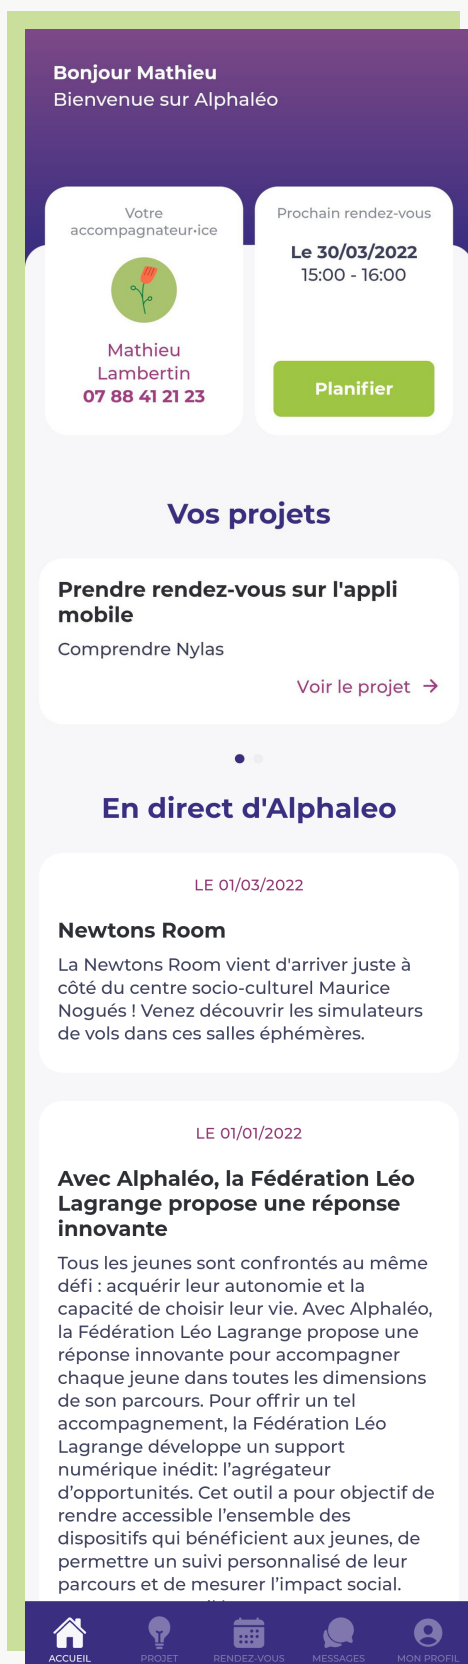 Bonjour Mathieu
Bienvenue sur Alphaléo
Votre
accompagnateur•ice
Mathieu
Lambertin
07 88 41 21 23
Prochain rendez-vous
Le 30/03/2022
15:00 - 16:00
Planifier
Vos projets
Prendre rendez-vous sur l'appli
mobile
Comprendre Nylas
Voir le projet →
En direct d'Alphaleo
LE 01/03/2022
Newtons Room
La Newtons Room vient d'arriver juste à
côté du centre socio-culturel Maurice
Nogués ! Venez découvrir les simulateurs
de vols dans ces salles éphémères.
LE 01/01/2022
Avec Alphaléo, la Fédération Léo
Lagrange propose une réponse
innovante
Tous les jeunes sont confrontés au même
défi : acquérir leur autonomie et la
capacité de choisir leur vie. Avec Alphaléo,
la Fédération Léo Lagrange propose une
réponse innovante pour accompagner
chaque jeune dans toutes les dimensions
de son parcours. Pour offrir un tel
accompagnement, la Fédération Léo
Lagrange développe un support
numérique inédit: l’agrégateur
d’opportunités. Cet outil a pour objectif de
rendre accessible l’ensemble des
dispositifs qui bénéficient aux jeunes, de
permettre un suivi personnalisé de leur
parcours et de mesurer l’impact social.
ACCUEIL
PROJET
RENDEZ-VOUS
MESSAGES
MON PROFIL